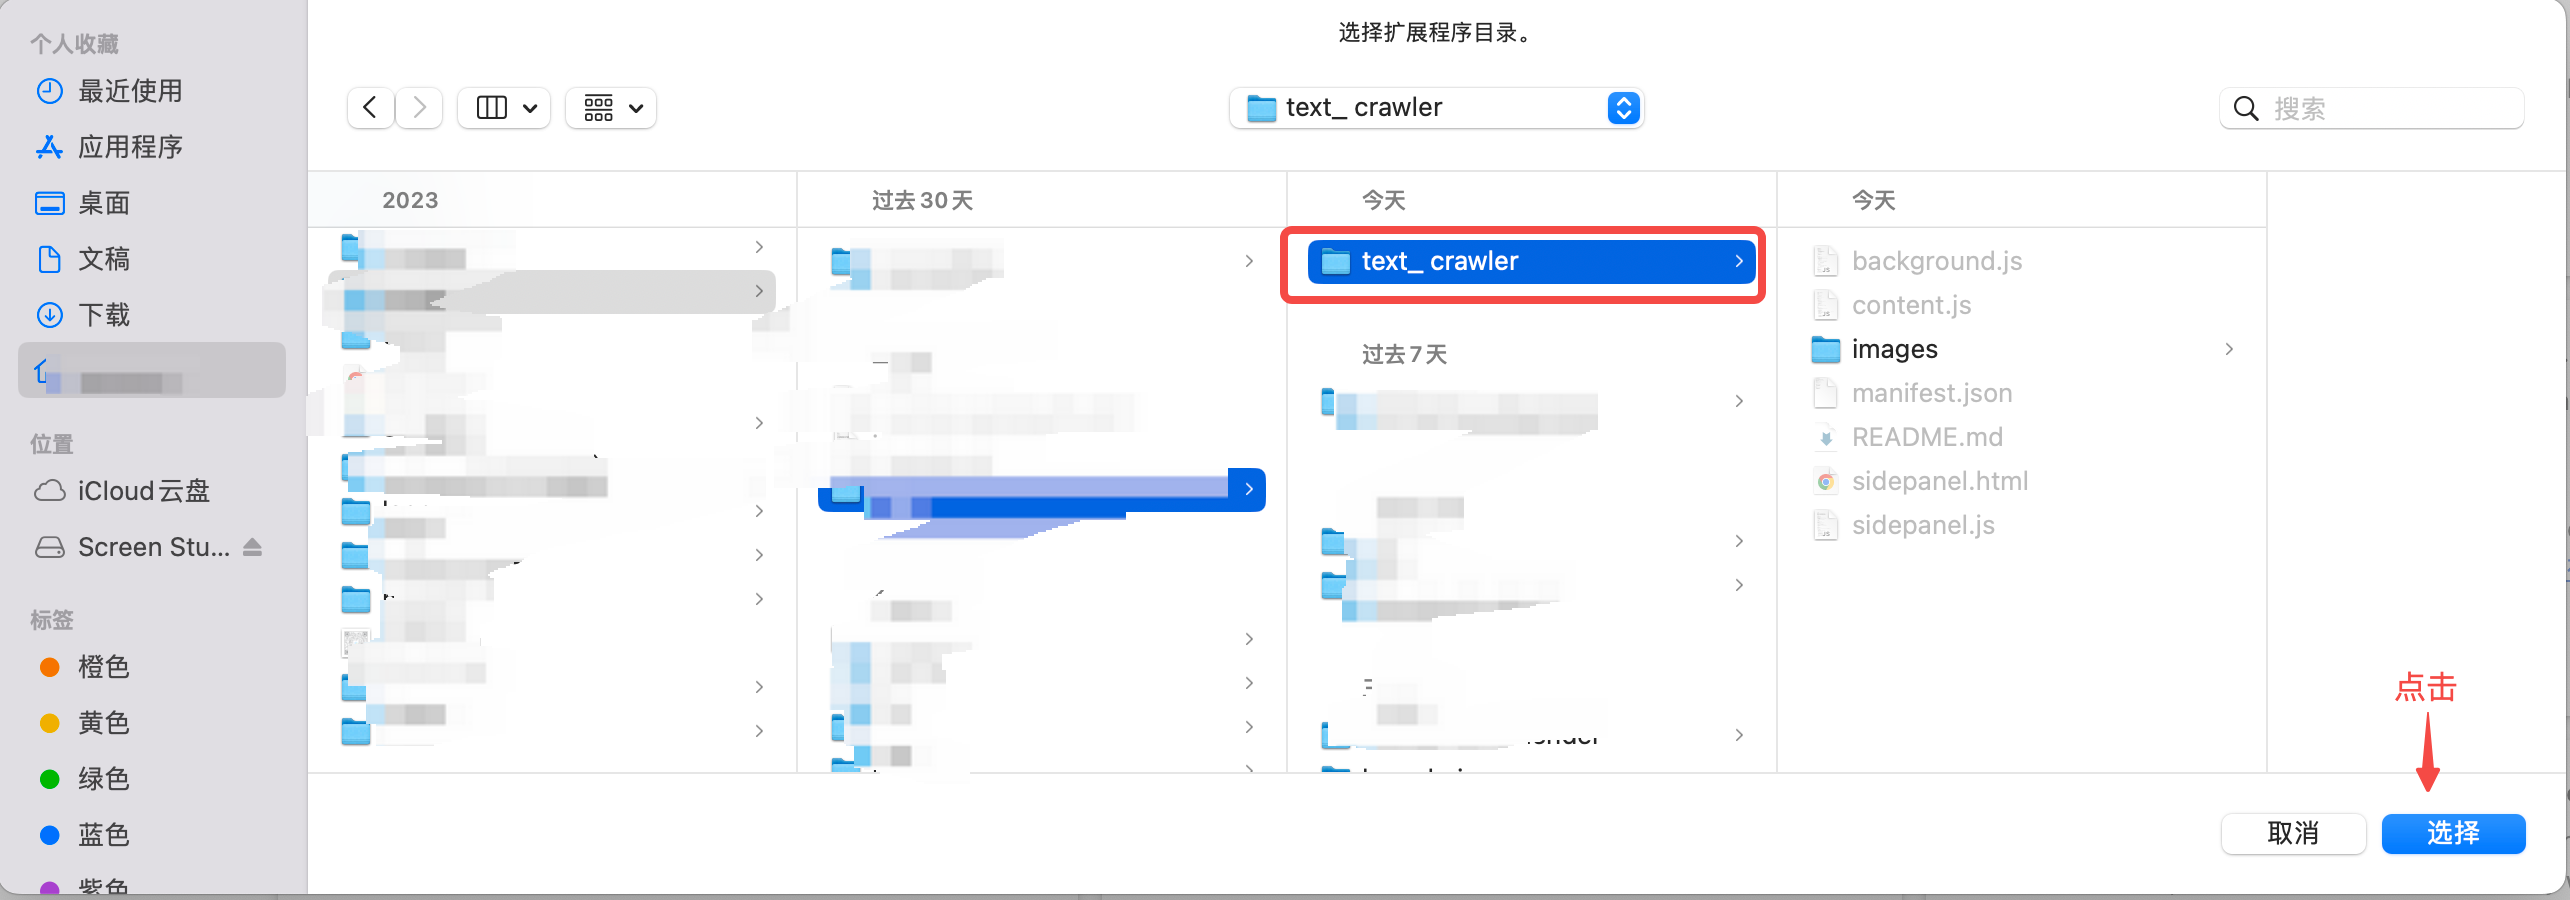 选择扩展程序目录。
个人收藏
最近使用
应用程序
桌面
文稿
下载
位置
iCloud云盘
Screen Stu...
标签
橙色
黄色
绿色
蓝色
紫色
text_ crawler
搜索
2023
过去30天
今天
text_ crawler
过去7天
今天
background.js
content.js
images
manifest.json
README.md
sidepanel.html
sidepanel.js
点击
取消
选择